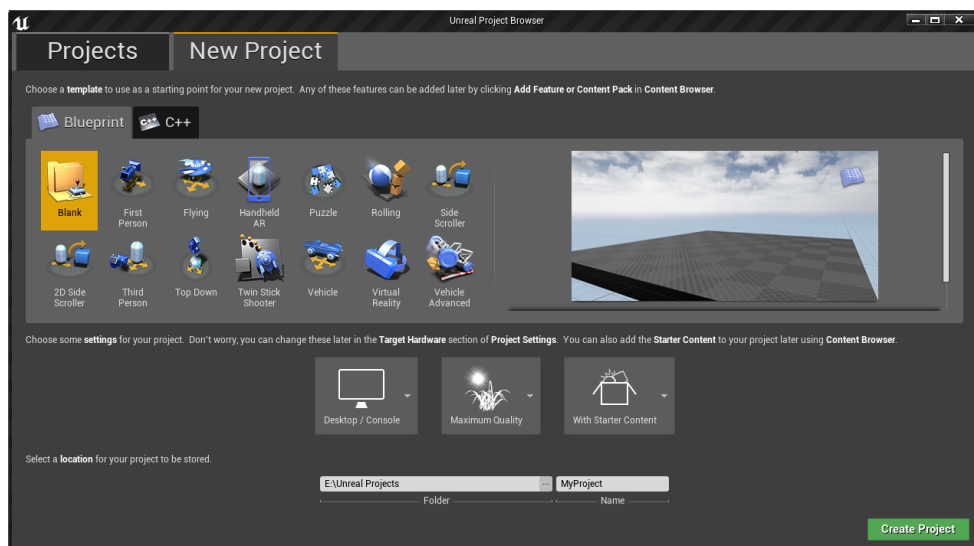 Unreal Project Browser
Projects
New Project
Choose a template to use as a starting point for your new project. Any of these features can be added later by clicking Add Feature or Content Pack in Content Browser.
Blueprint
C++
C++
Blank
First
Person
Flying
Handheld
AR
Puzzle
Rolling
Side
Scroller
2D Side
Scroller
Third
Person
Top Down
Twin Stick
Shooter
Vehicle
Virtual
Reality
Vehicle
Advanced
Choose some settings for your project. Don't worry, you can change these later in the Target Hardware section of Project Settings. You can also add the Starter Content to your project later using Content Browser.
Desktop / Console
Maximum Quality
With Starter Content
Select a location for your project to be stored.
E:\Unreal Projects
...
MyProject
Folder
Name
Create Project